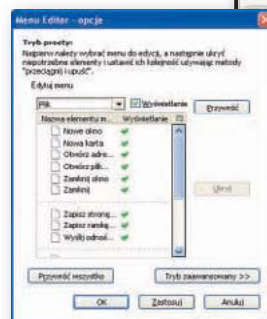 Menu Editor - opcje
Tryb prosty:
Najpierw należy wybrać menu do edycji, a następnie ukryć
niepotrzebne elementy i ustawić ich kolejność używając metody
"przeciągnij i upuść".
Edytuj menu
Plik Wyświetlanie Przywróć
Nazwa elementu m... Wyświetlanie
Nowe okno
Nowa karta
Otwórz adre...
Otwórz plik...
Zamknij okno
Zamknij
Ukryj
Zapisz stronę...
Zapisz ramkę...
Wyślij odnoś...
Przywróć wszystko Tryb zaawansowany >>
OK Zastosuj Anuluj